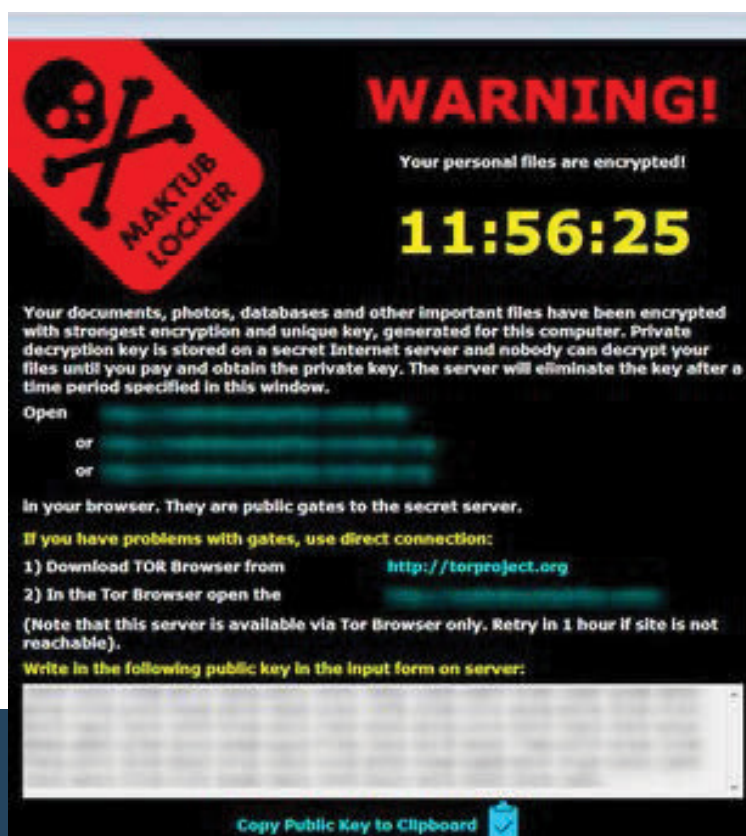 MAKTUB
LOCKER
WARNING!
Your personal files are encrypted!
11:56:25
Your documents, photos, databases and other important files have been encrypted
with strongest encryption and unique key, generated for this computer. Private
decryption key is stored on a secret Internet server and nobody can decrypt your
files until you pay and obtain the private key. The server will eliminate the key after a
time period specified in this window.
Open
or
or
in your browser. They are public gates to the secret server.
If you have problems with gates, use direct connection:
1) Download TOR Browser from http://torproject.org
2) In the Tor Browser open the
(Note that this server is available via Tor Browser only. Retry in 1 hour if site is not
reachable).
Write in the following public key in the input form on server:
Copy Public Key to Clipboard